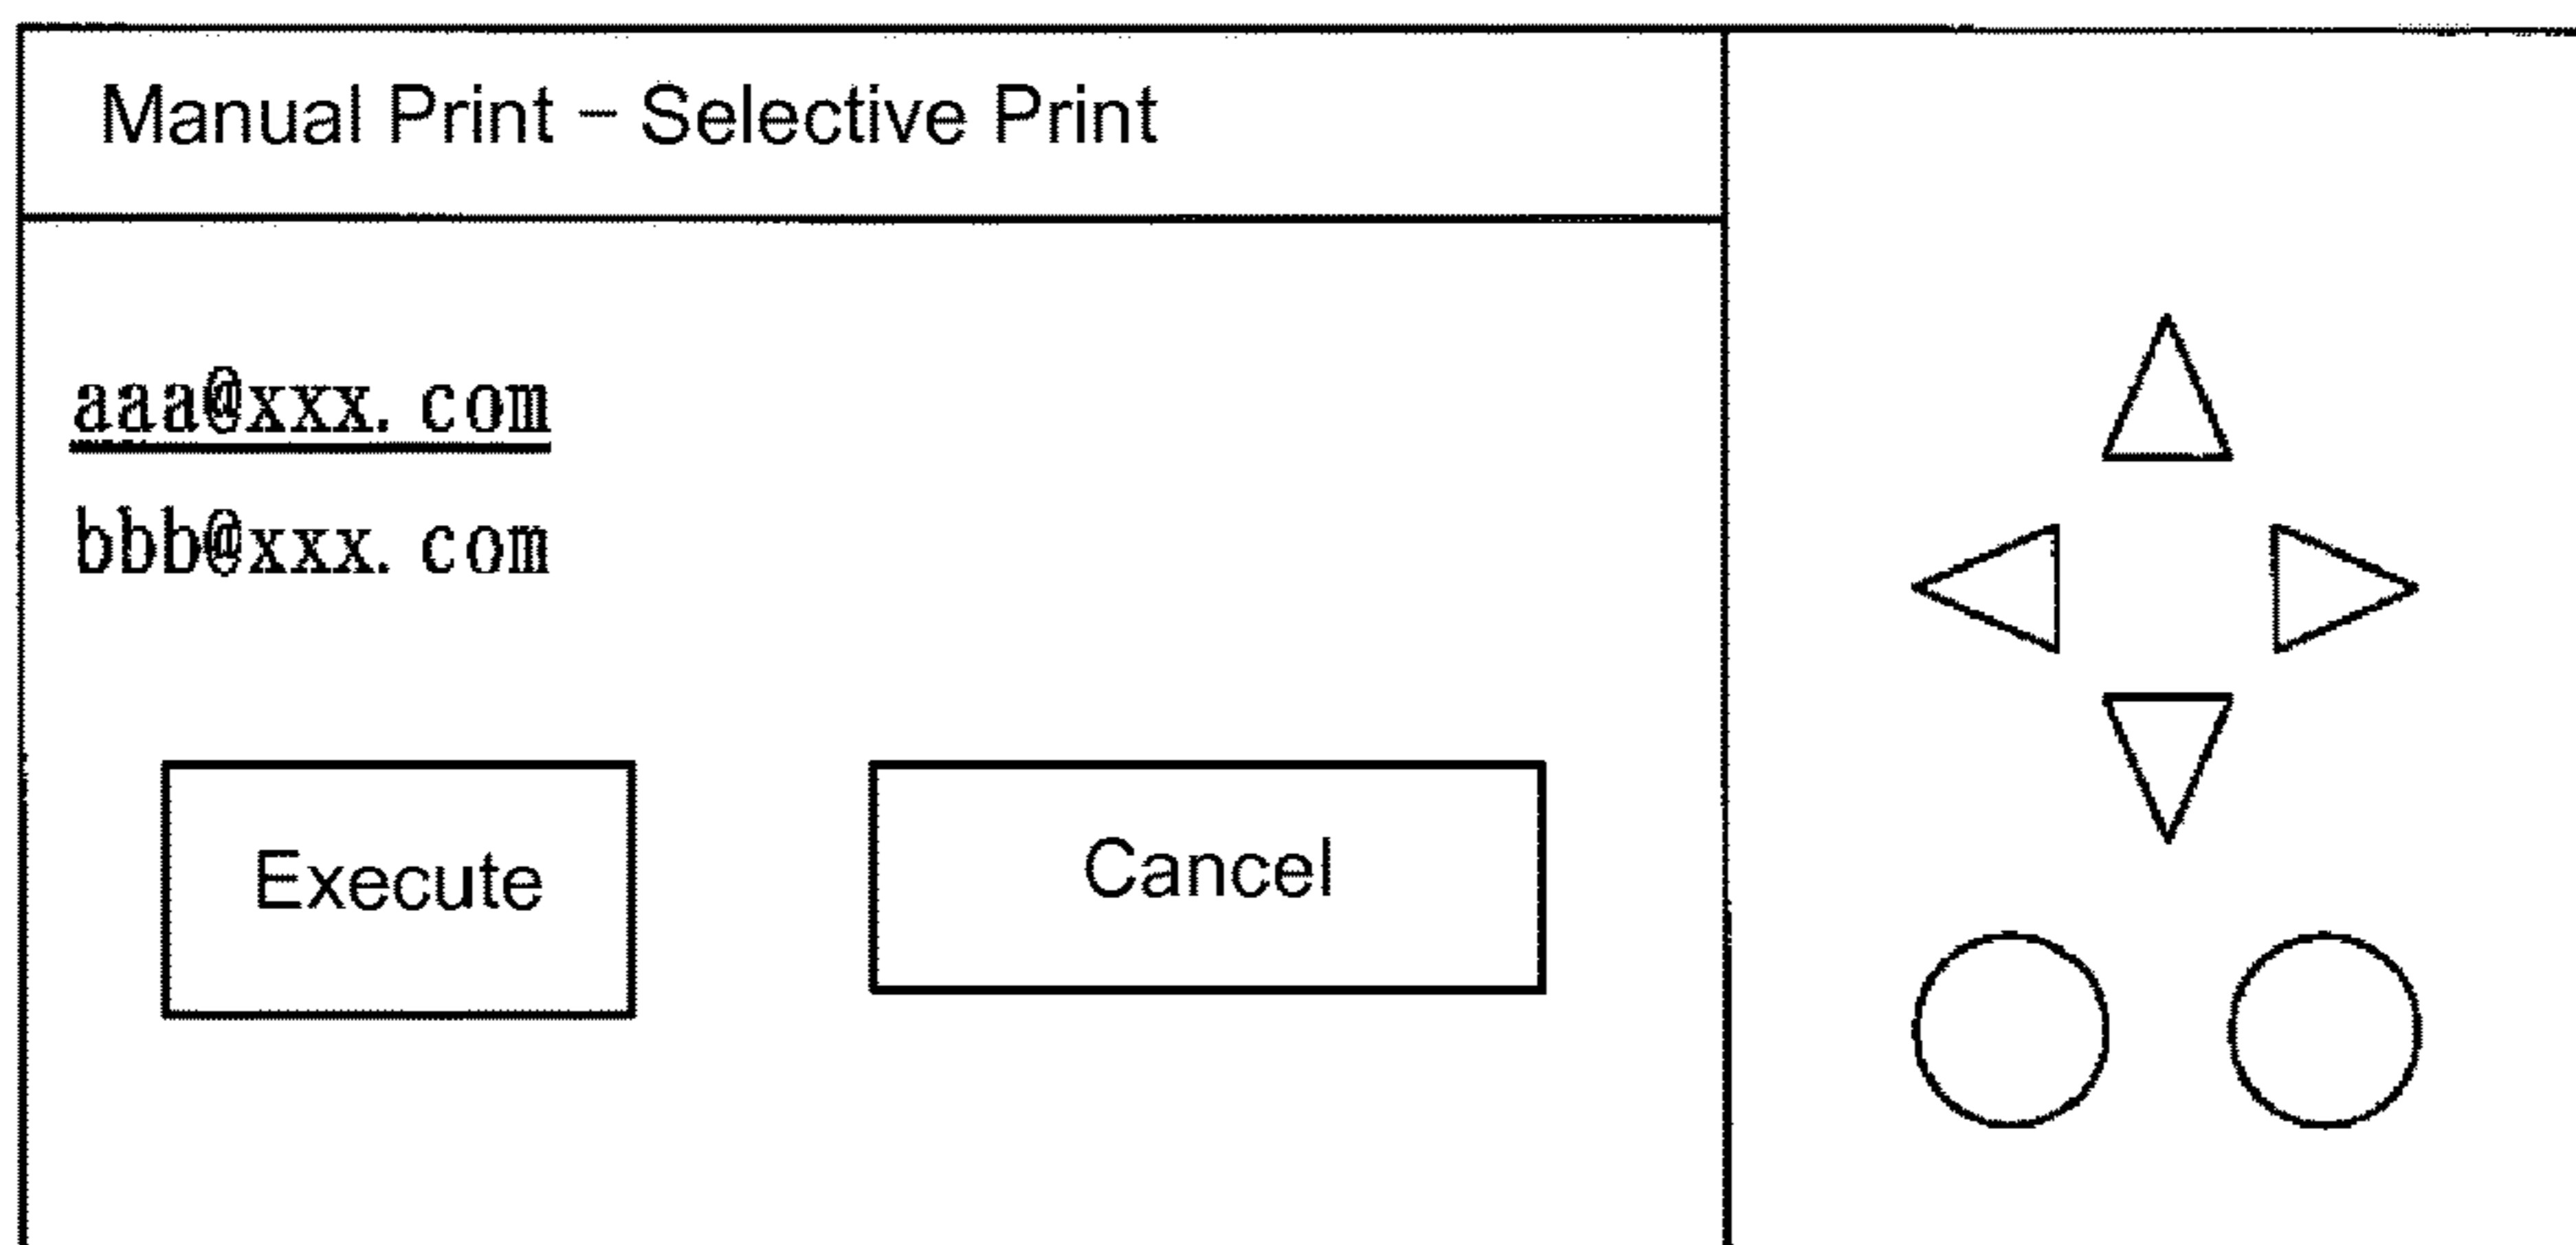 Manual Print – Selective Print
aaa@xxx.com
bbb@xxx.com
Execute
Cancel